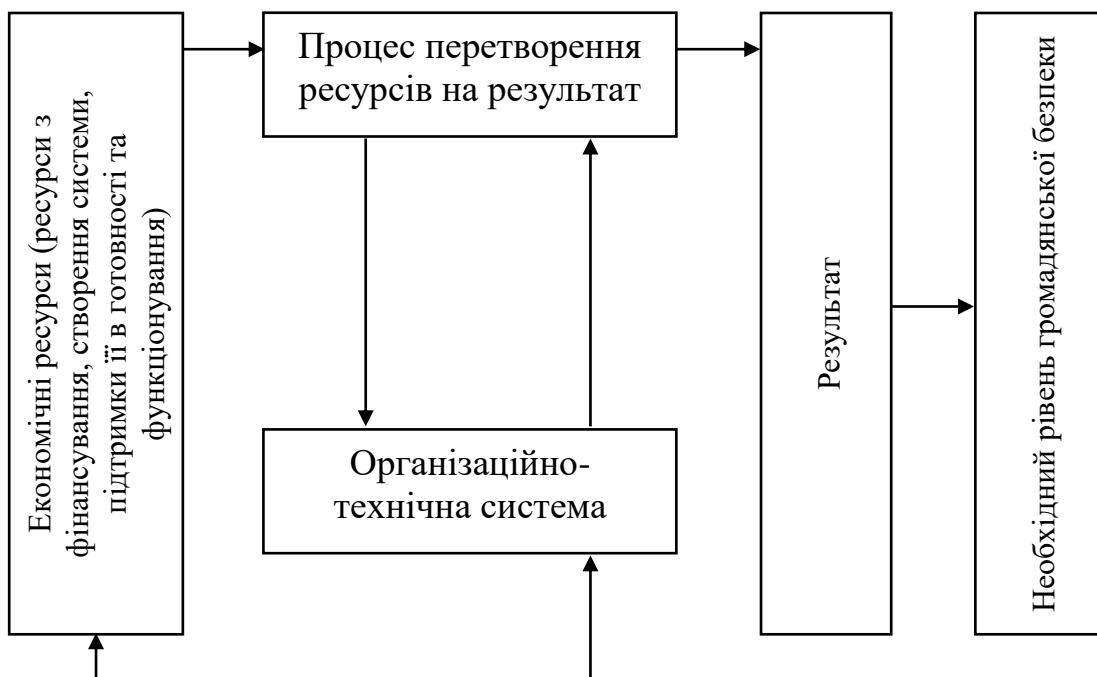 Економічні ресурси (ресурси з
фінансування, створення системи,
підтримки її в готовності та
функціонування)
Процес перетворення
ресурсів на результат
Організаційно-
технічна система
Результат
Необхідний рівень громадянської безпеки